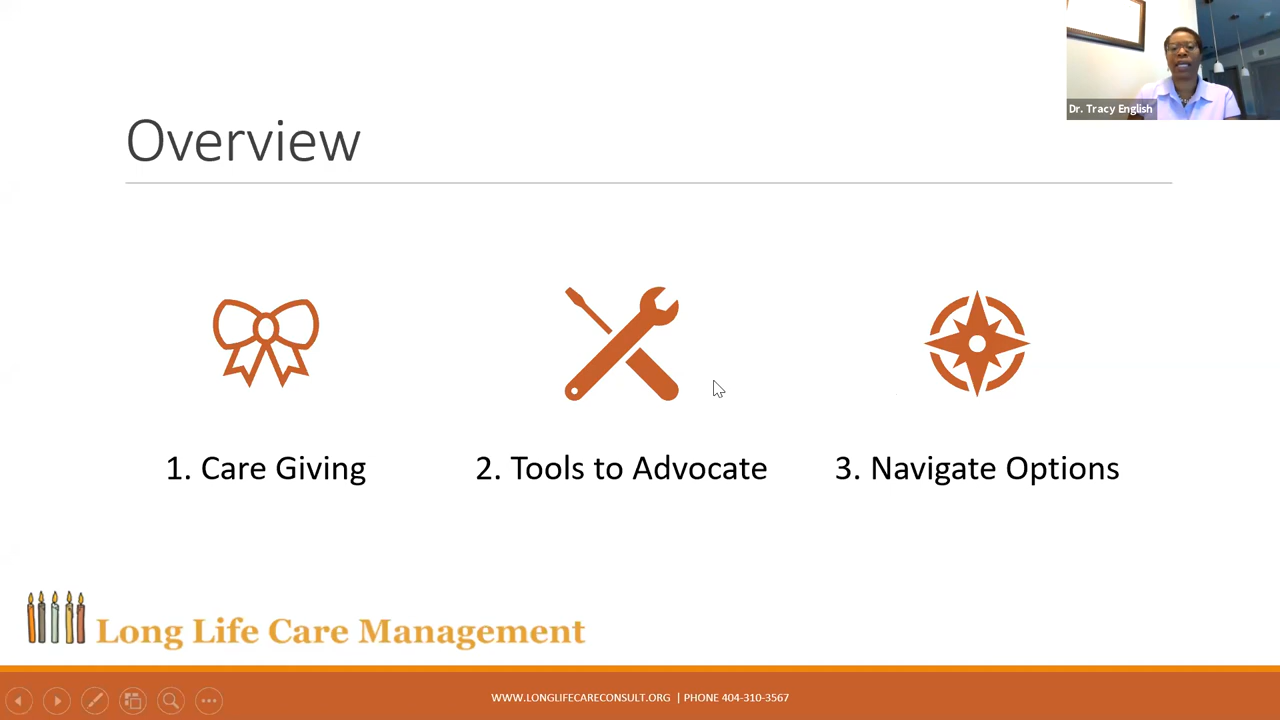 Dr. Tracy English
Overview
1. Care Giving
2. Tools to Advocate
3. Navigate Options
Long Life Care Management
WWW.LONGLIFECARECONSULT.ORG | PHONE 404-310-3567